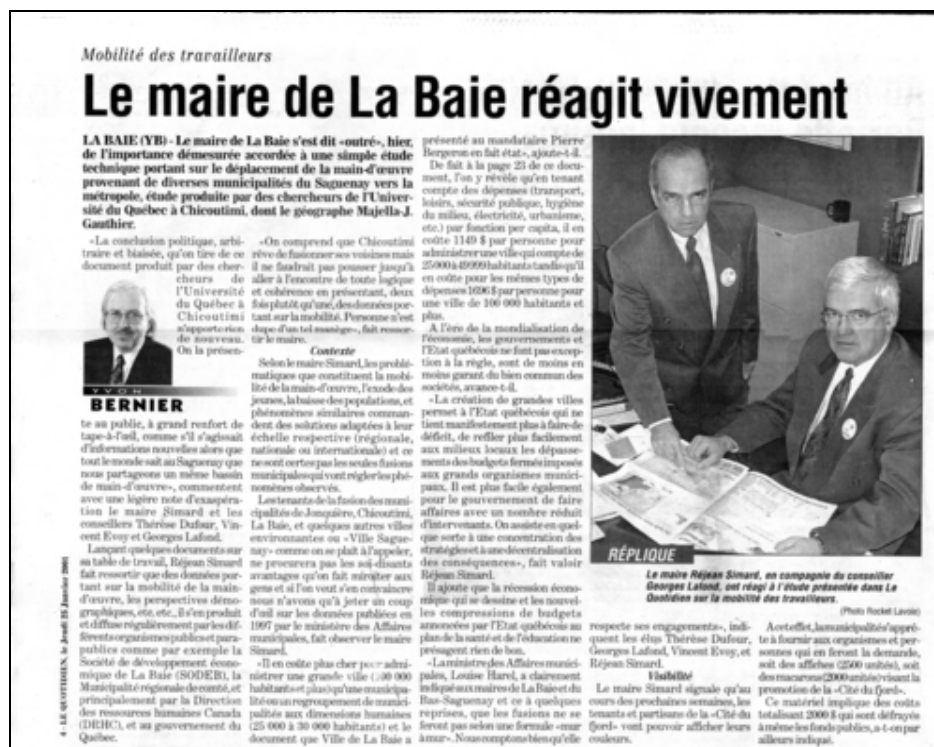 Mobilité des travailleurs
Le maire de La Baie réagit vivement
LA BAIE (YB) - Le maire de La Baie s'est dit «outré», hier,
de l'importance démesurée accordée à une simple étude
technique portant sur le déplacement de la main-d'œuvre
provenant de diverses municipalités du Saguenay vers la
métropole, étude produite par des chercheurs de l'Univer-
sité du Québec à Chicoutimi, dont le géographe Majella-J.
Gauthier.
«La conclusion politique, arbi-
traire et biaisée, qu'on tire de ce
document produit par des cher-
cheurs de
l'Université
du Québec à
Chicoutimi
n'apporte rien
de nouveau.
On la présen-
YVON
BERNIER
te au public, à grand renfort de
tape-à-l'œil, comme s'il s'agissait
d'informations nouvelles alors que
tout le monde sait au Saguenay que
nous partageons un même bassin
de main-d'œuvre», commentent
avec une légère note d'exaspéra-
tion le maire Simard et les
conseillers Thérèse Dufour, Vin-
cent Evoy et Georges Lafond.
Lançant quelques documents sur
sa table de travail, Réjean Simard
fait ressortir que des données por-
tant sur la mobilité de la main-
d'œuvre, les perspectives démo-
graphiques, etc, etc., il s'en produit
et diffuse régulièrement par les dif-
férents organismes publics et para-
publics comme par exemple la
Société de développement écono-
mique de La Baie (SODEB), la
Municipalité régionale de comté, et
principalement par la Direction
des ressources humaines Canada
(DEHC), et au gouvernement du
Québec.
«On comprend que Chicoutimi
rêve de fusionner ses voisines mais
il ne faudrait pas pousser jusqu'à
aller à l'encontre de toute logique
et cohérence en présentant, deux
fois plutôt qu'une, des données por-
tant sur la mobilité. Personne n'est
dupe d'un tel manège», fait ressor-
tir le maire.
Contexte
Selon le maire Simard, les problé-
matiques que constituent la mobi-
lité de la main-d'œuvre, l'exode des
jeunes, la baisse des populations, et
phénomènes similaires comman-
dent des solutions adaptées à leur
échelle respective (régionale,
nationale ou internationale) et ce
ne sont certes pas les seules fusions
municipales qui vont régler les phé-
nomènes observés.
Les tenants de la fusion des muni-
cipalités de Jonquière, Chicoutimi,
La Baie, et quelques autres villes
environnantes ou «Ville Sague-
nay» comme on se plaît à l'appeler,
ne procurera pas les soi-disants
avantages qu'on fait miroiter aux
gens et si l'on veut s'en convaincre
nous n'avons qu'à jeter un coup
d'œil sur les données publiées en
1997 par le ministère des Affaires
municipales, fait observer le maire
Simard.
«Il en coûte plus cher pour admi-
nistrer une grande ville (100 000
habitants et plus) qu'une municipa-
lité ou un regroupement de munici-
palités aux dimensions humaines
(25 000 à 30 000 habitants) et le
document que Ville de La Baie a
présenté au mandataire Pierre
Bergeron en fait état», ajoute-t-il.
De fait à la page 23 de ce docu-
ment, l'on y révèle qu'en tenant
compte des dépenses (transport,
loisirs, sécurité publique, hygiène
du milieu, électricité, urbanisme,
etc.) par fonction per capita, il en
coûte 1149 $ par personne pour
administrer une ville qui compte de
25 000 à 49 999 habitants tandis qu'il
en coûte pour les mêmes types de
dépenses 1696 $ par personne pour
une ville de 100 000 habitants et
plus.
A l'ère de la mondialisation de
l'économie, les gouvernements et
l'Etat québécois ne font pas excep-
tion à la règle, sont de moins en
moins garant du bien commun des
sociétés, avance-t-il.
«La création de grandes villes
permet à l'Etat québécois qui ne
tient manifestement plus à faire de
déficit, de refiler plus facilement
aux milieux locaux les dépasse-
ments des budgets fermés imposés
aux grands organismes munici-
paux. Il est plus facile également
pour le gouvernement de faire
affaires avec un nombre réduit
d'intervenants. On assiste en quel-
que sorte à une concentration des
stratégies et à une décentralisation
des conséquences», fait valoir
Réjean Simard.
Il ajoute que la récession écono-
mique qui se dessine et les nouvel-
les compressions de budgets
annoncées par l'Etat québécois au
plan de la santé et de l'éducation ne
présagent rien de bon.
«La ministre des Affaires munici-
pales, Louise Harel, a clairement
indiqué aux maires de La Baie et du
Bas-Saguenay et ce à quelques
reprises, que les fusions ne se
feront pas selon une formule «mur
à mur». Nous comptons bien qu'elle
RÉPLIQUE
Le maire Réjean Simard, en compagnie du conseiller
Georges Lafond, ont réagi à l'étude présentée dans Le
Quotidien sur la mobilité des travailleurs.
(Photo Rocket Lavoie)
respecte ses engagements», indi-
quent les élus Thérèse Dufour,
Georges Lafond, Vincent Evoy, et
Réjean Simard.
Visibilité
Le maire Simard signale qu'au
cours des prochaines semaines, les
tenants et partisans de la «Cité du
fjord» vont pouvoir afficher leurs
couleurs.
A cet effet, la municipalité s'apprê-
te à fournir aux organismes et per-
sonnes qui en feront la demande,
soit des affiches (2500 unités), soit
des macarons (2000 unités) visant la
promotion de la «Cité du fjord».
Ce matériel implique des coûts
totalisant 2000 $ qui sont défrayés
à même les fonds publics, a-t-on par
ailleurs indiqué.
4 - LE QUOTIDIEN, le Jeudi 25 Janvier 2001